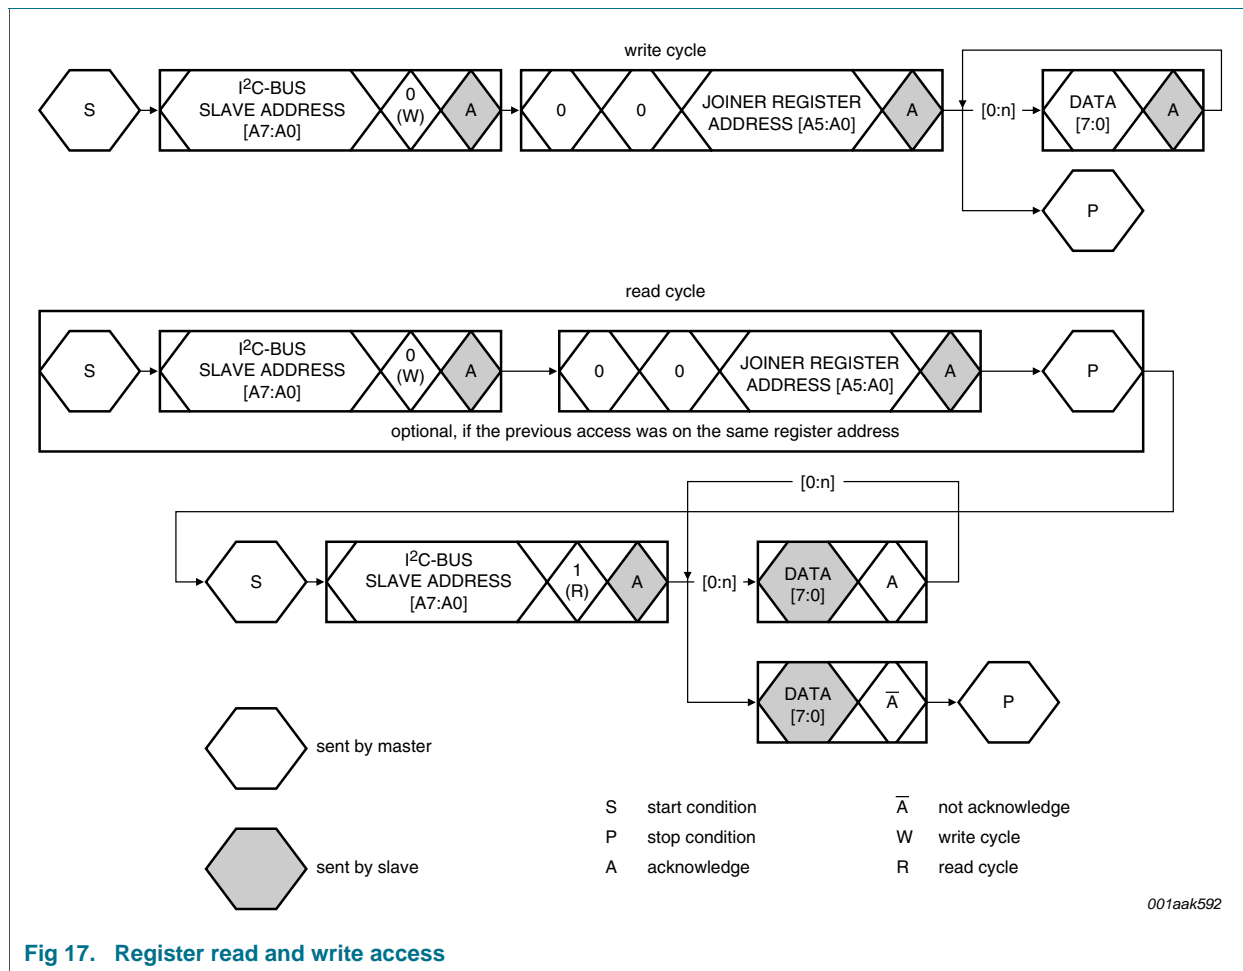 write cycle
S
I2C-BUS
SLAVE ADDRESS
[A7:A0]
0
(W)
A
0
0
JOINER REGISTER
ADDRESS [A5:A0]
A
[0:n]
DATA
[7:0]
A
P
read cycle
S
I2C-BUS
SLAVE ADDRESS
[A7:A0]
0
(W)
A
0
0
JOINER REGISTER
ADDRESS [A5:A0]
A
P
optional, if the previous access was on the same register address
[0:n]
S
I2C-BUS
SLAVE ADDRESS
[A7:A0]
1
(R)
A
[0:n]
DATA
[7:0]
A
DATA
[7:0]
A̅
P
sent by master
sent by slave
S start condition
P stop condition
A acknowledge
A̅ not acknowledge
W write cycle
R read cycle
001aak592
Fig 17. Register read and write access